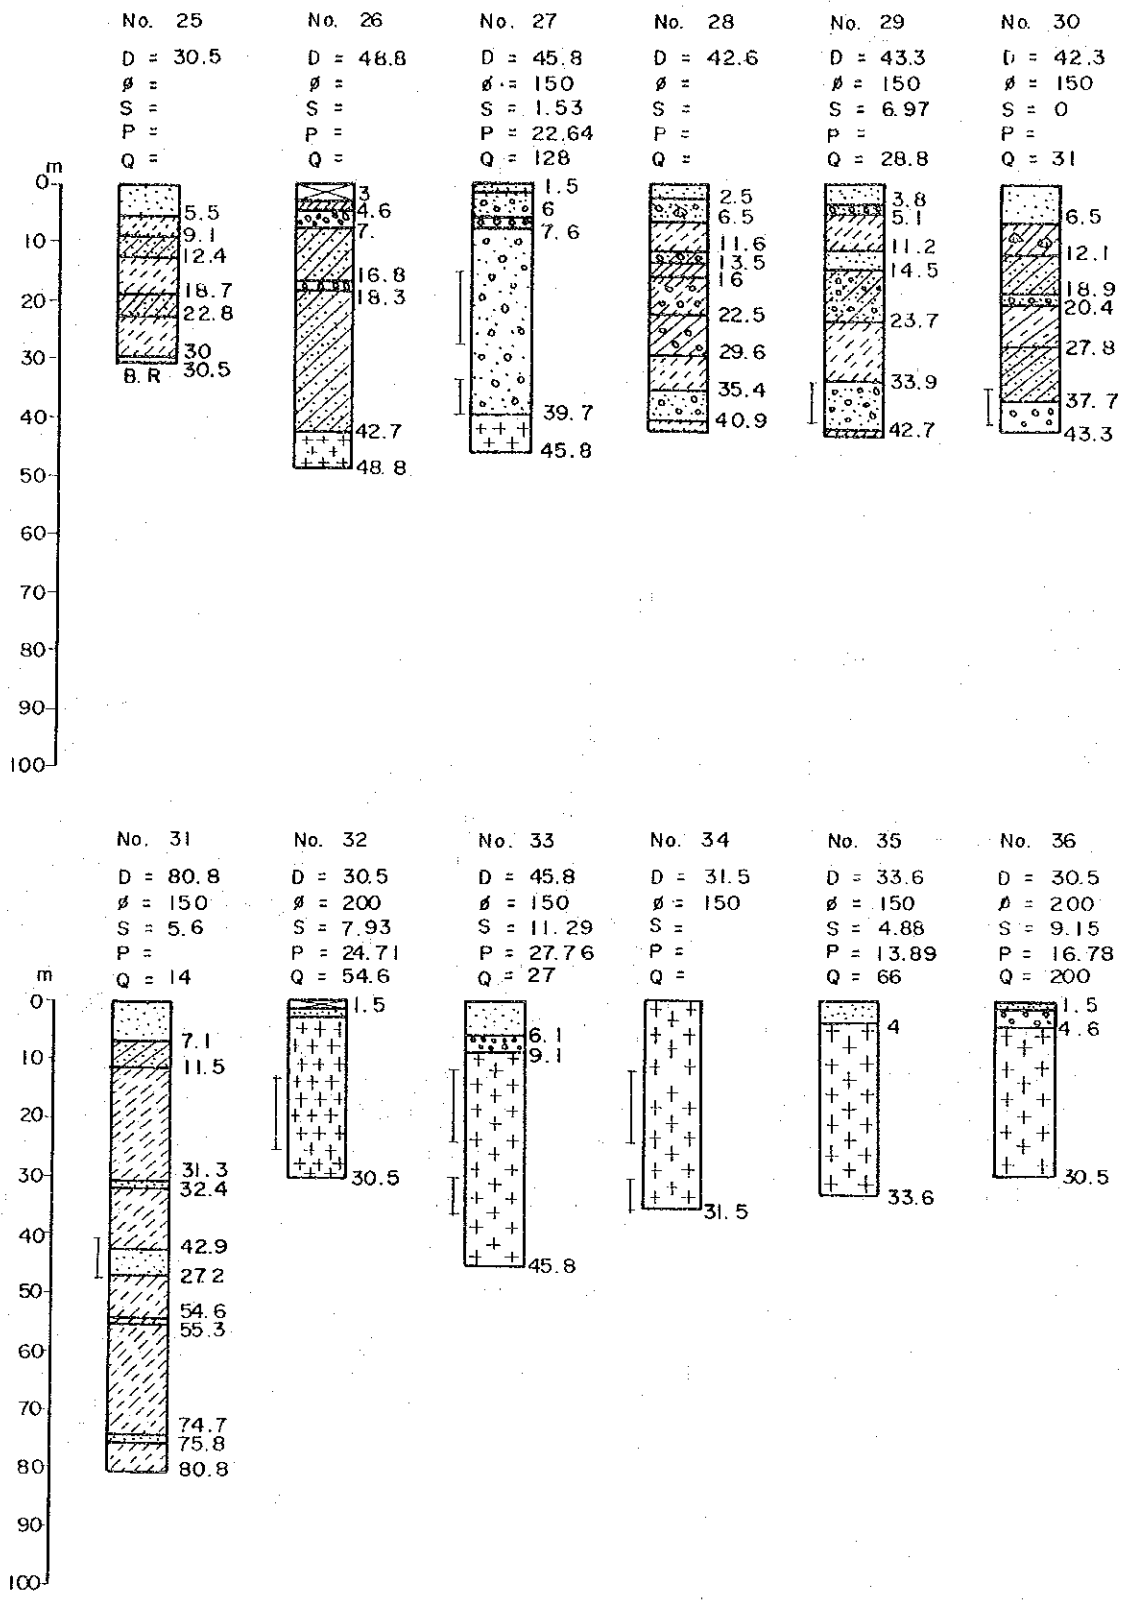 No. 25
D = 30.5
ø =
S =
P =
Q =
No. 26
D = 48.8
ø =
S =
P =
Q =
No. 27
D = 45.8
ø = 150
S = 1.53
P = 22.64
Q = 128
No. 28
D = 42.6
ø =
S =
P =
Q =
No. 29
D = 43.3
ø = 150
S = 6.97
P =
Q = 28.8
No. 30
D = 42.3
ø = 150
S = 0
P =
Q = 31
m
0
10
20
30
40
50
60
70
80
90
100
5.5
9.1
12.4
18.7
22.8
30
30.5
B.R
3
4.6
7.
16.8
18.3
42.7
48.8
1.5
6
7.6
39.7
45.8
2.5
6.5
11.6
13.5
16
22.5
29.6
35.4
40.9
3.8
5.1
11.2
14.5
23.7
33.9
42.7
6.5
12.1
18.9
20.4
27.8
37.7
43.3
No. 31
D = 80.8
ø = 150
S = 5.6
P =
Q = 14
No. 32
D = 30.5
ø = 200
S = 7.93
P = 24.71
Q = 54.6
No. 33
D = 45.8
ø = 150
S = 11.29
P = 27.76
Q = 27
No. 34
D = 31.5
ø = 150
S =
P =
Q =
No. 35
D = 33.6
ø = 150
S = 4.88
P = 13.89
Q = 66
No. 36
D = 30.5
ø = 200
S = 9.15
P = 16.78
Q = 200
m
0
10
20
30
40
50
60
70
80
90
100
7.1
11.5
31.3
32.4
42.9
27.2
54.6
55.3
74.7
75.8
80.8
1.5
30.5
6.1
9.1
45.8
31.5
4
33.6
1.5
4.6
30.5